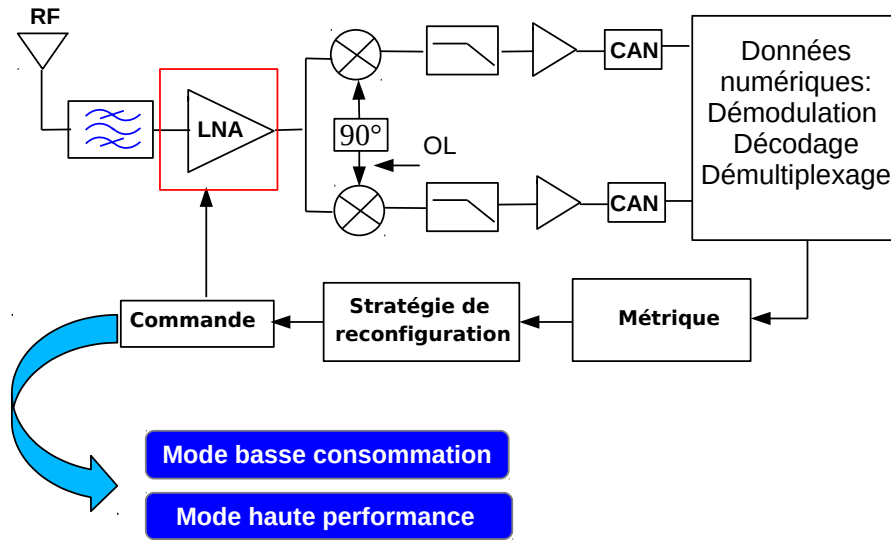 RF
LNA
90°
OL
CAN
CAN
Données
numériques:
Démodulation
Décodage
Démultiplexage
Commande
Stratégie de
reconfiguration
Métrique
Mode basse consommation
Mode haute performance